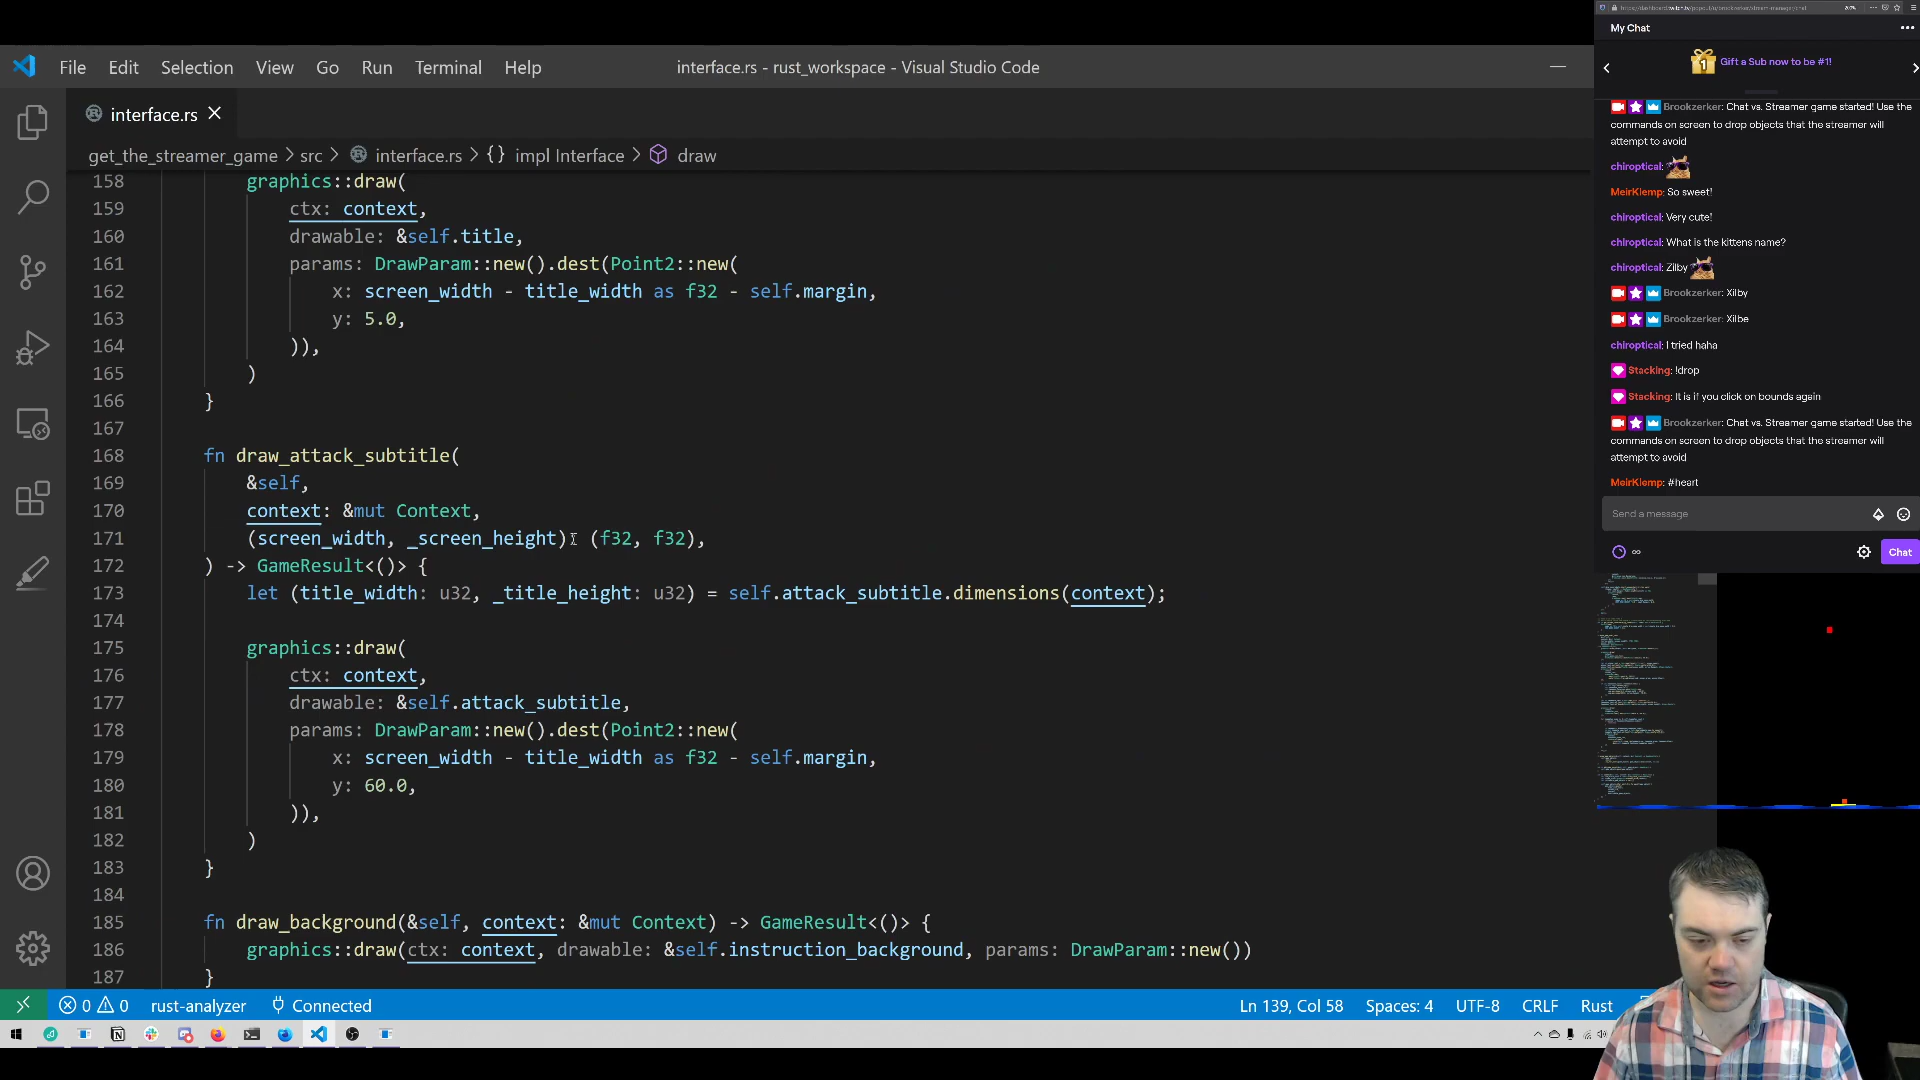 File Edit Selection View Go Run Terminal Help
interface.rs - rust_workspace - Visual Studio Code
interface.rs
get_the_streamer_game > src > interface.rs > {} impl Interface > draw
158 graphics::draw(
159 ctx: context,
160 drawable: &self.title,
161 params: DrawParam::new().dest(Point2::new(
162 x: screen_width - title_width as f32 - self.margin,
163 y: 5.0,
164 )),
165 )
166 }
167
168 fn draw_attack_subtitle(
169 &self,
170 context: &mut Context,
171 (screen_width, _screen_height): (f32, f32),
172 ) -> GameResult<()> {
173 let (title_width: u32, _title_height: u32) = self.attack_subtitle.dimensions(context);
174
175 graphics::draw(
176 ctx: context,
177 drawable: &self.attack_subtitle,
178 params: DrawParam::new().dest(Point2::new(
179 x: screen_width - title_width as f32 - self.margin,
180 y: 60.0,
181 )),
182 )
183 }
184
185 fn draw_background(&self, context: &mut Context) -> GameResult<()> {
186 graphics::draw(ctx: context, drawable: &self.instruction_background, params: DrawParam::new())
187 }
0 0 rust-analyzer Connected
Ln 139, Col 58 Spaces: 4 UTF-8 CRLF Rust
My Chat
1 Gift a Sub now to be #1!
Brookzerker: Chat vs. Streamer game started! Use the
commands on screen to drop objects that the streamer will
attempt to avoid
chiroptical:
MeirKlemp: So sweet!
chiroptical: Very cute!
chiroptical: What is the kittens name?
chiroptical: Zilby
Brookzerker: Xilby
Brookzerker: Xilbe
chiroptical: I tried haha
Stacking: !drop
Stacking: It is if you click on bounds again
Brookzerker: Chat vs. Streamer game started! Use the
commands on screen to drop objects that the streamer will
attempt to avoid
MeirKlemp: #heart
Send a message
∞
Chat